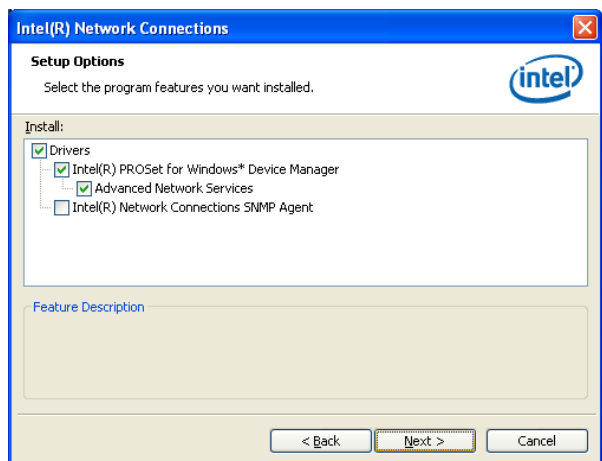 Intel(R) Network Connections
Setup Options
Select the program features you want installed.
intel
Install:
Drivers
Intel(R) PROSet for Windows* Device Manager
Advanced Network Services
Intel(R) Network Connections SNMP Agent
Feature Description
< Back
Next >
Cancel